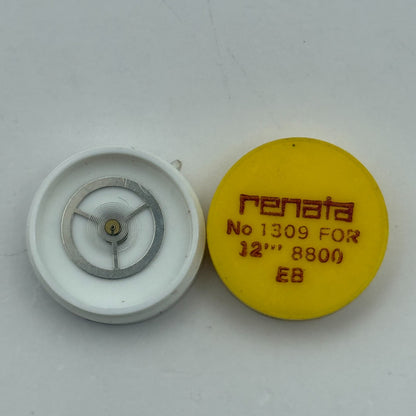 renata
No 1309 FOR
12''' 8800
EB